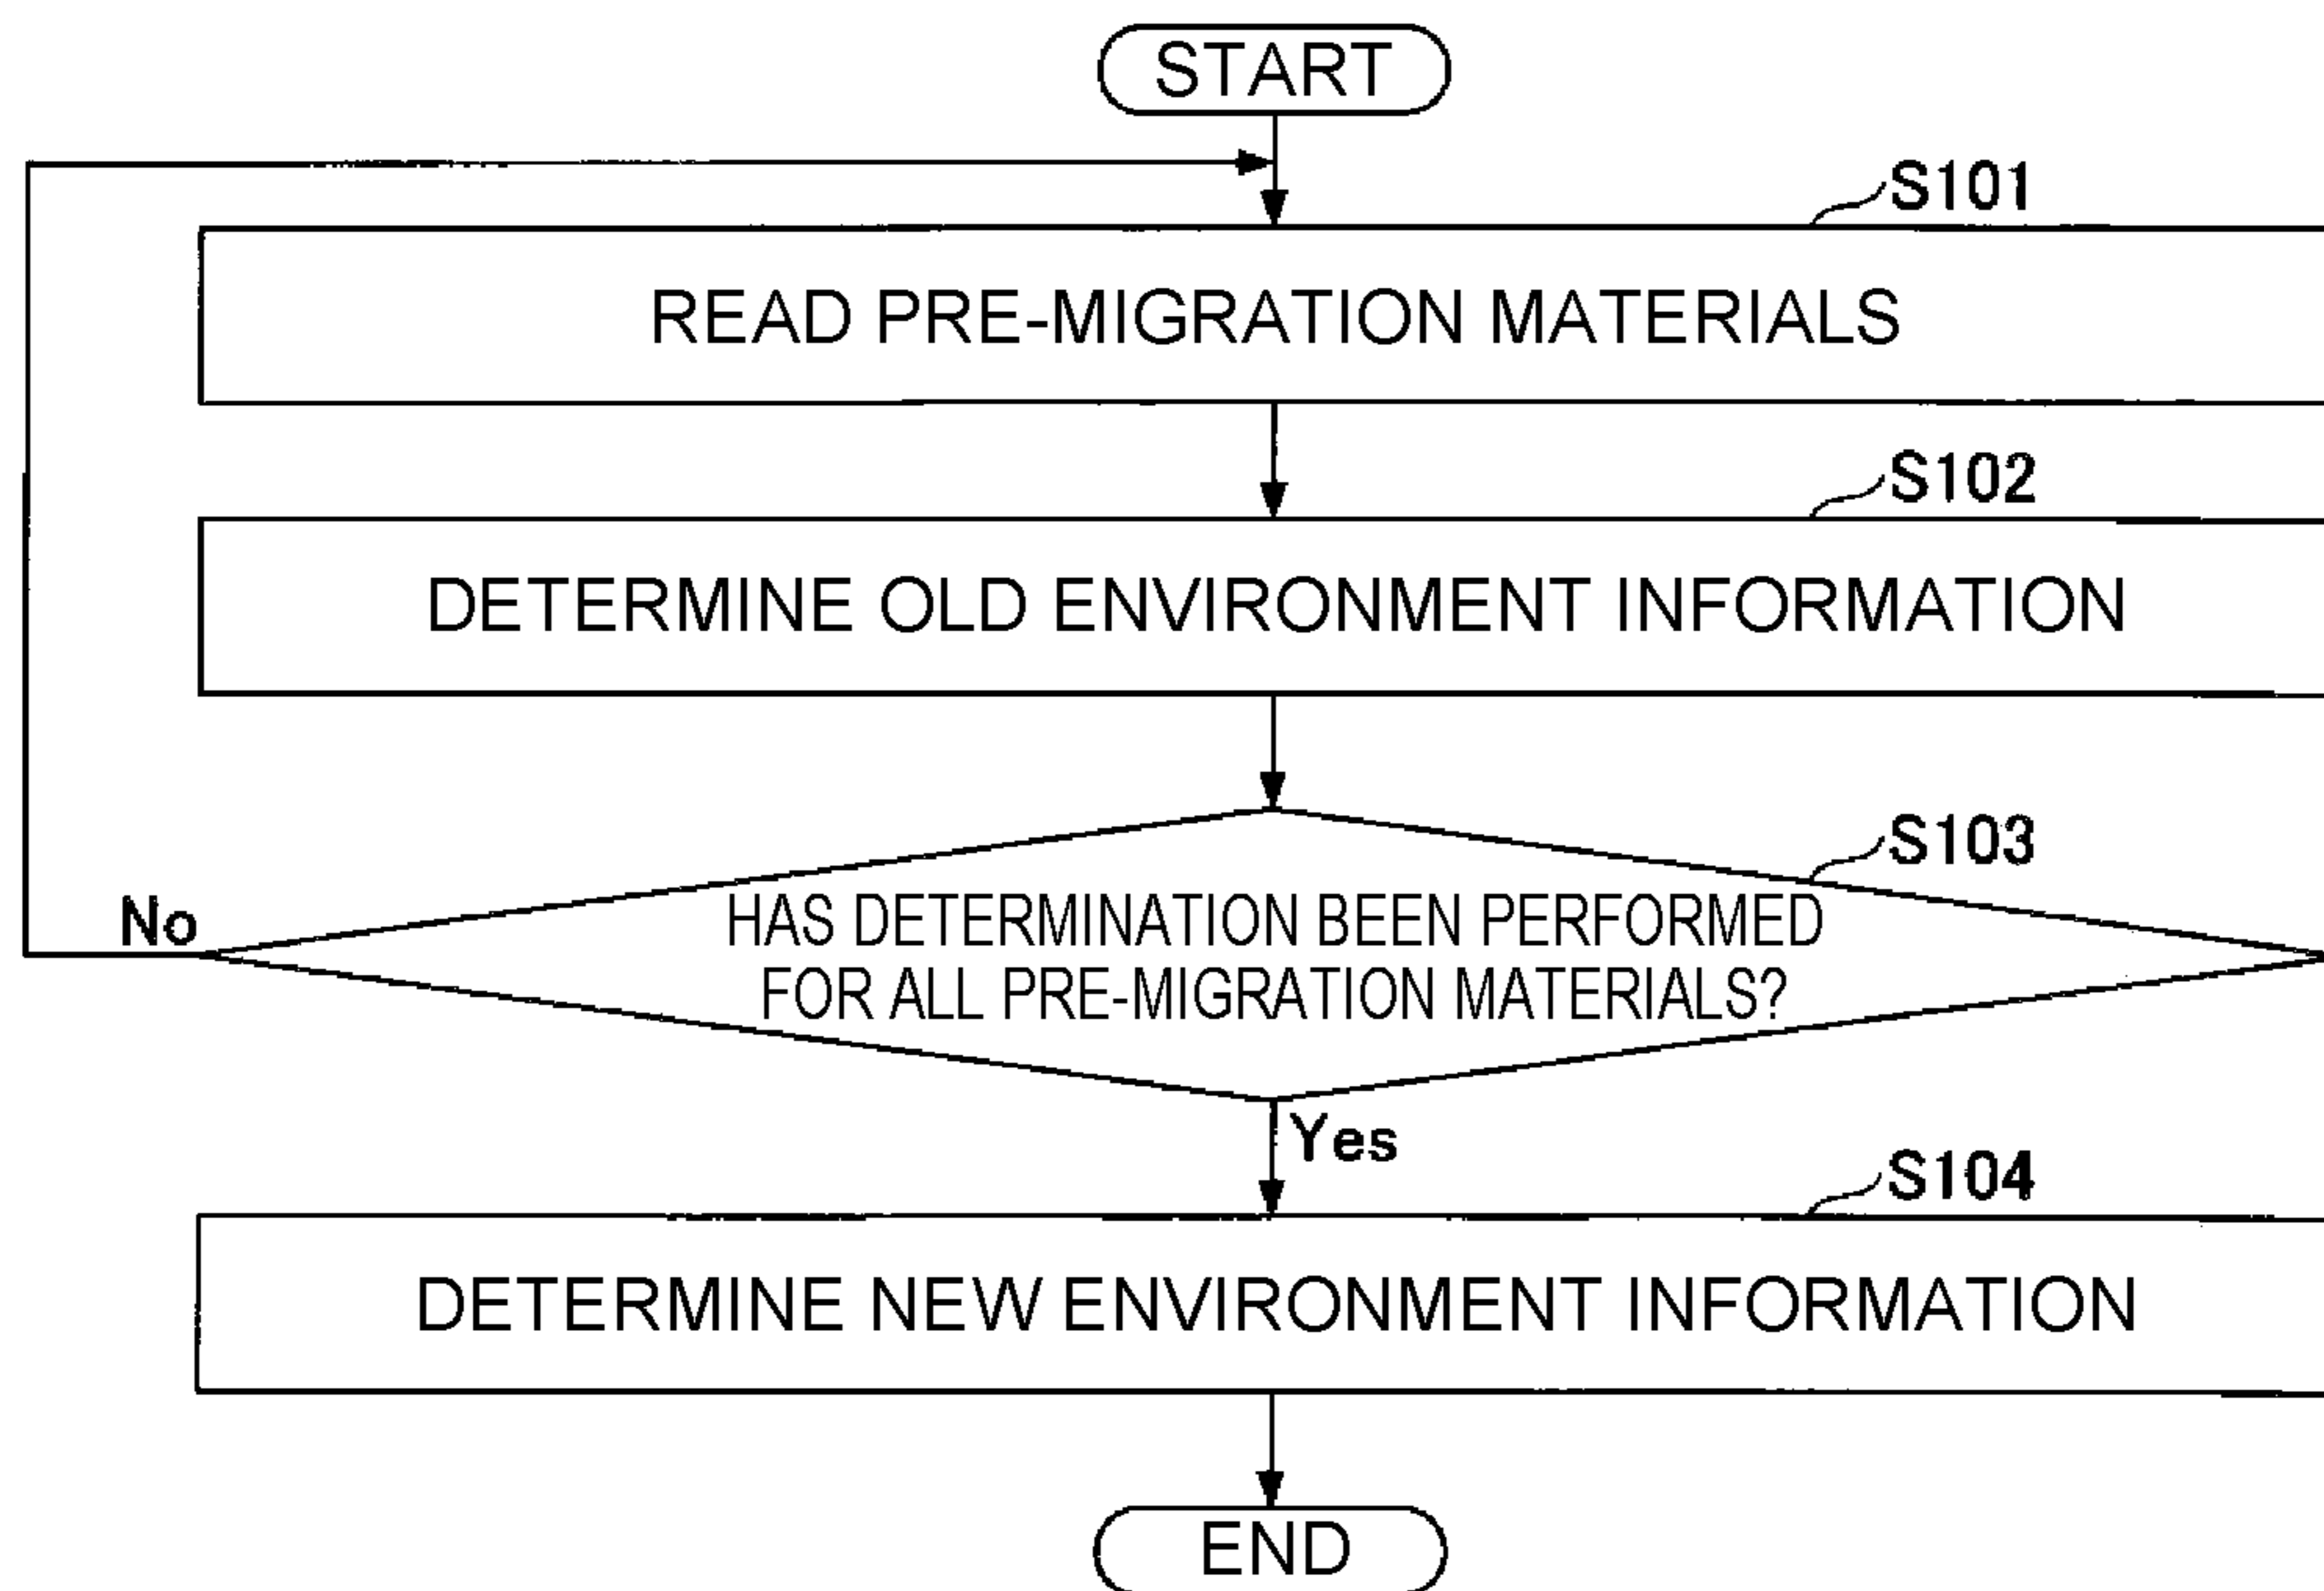 START
S101
READ PRE-MIGRATION MATERIALS
S102
DETERMINE OLD ENVIRONMENT INFORMATION
S103
HAS DETERMINATION BEEN PERFORMED
FOR ALL PRE-MIGRATION MATERIALS?
No
Yes
S104
DETERMINE NEW ENVIRONMENT INFORMATION
END